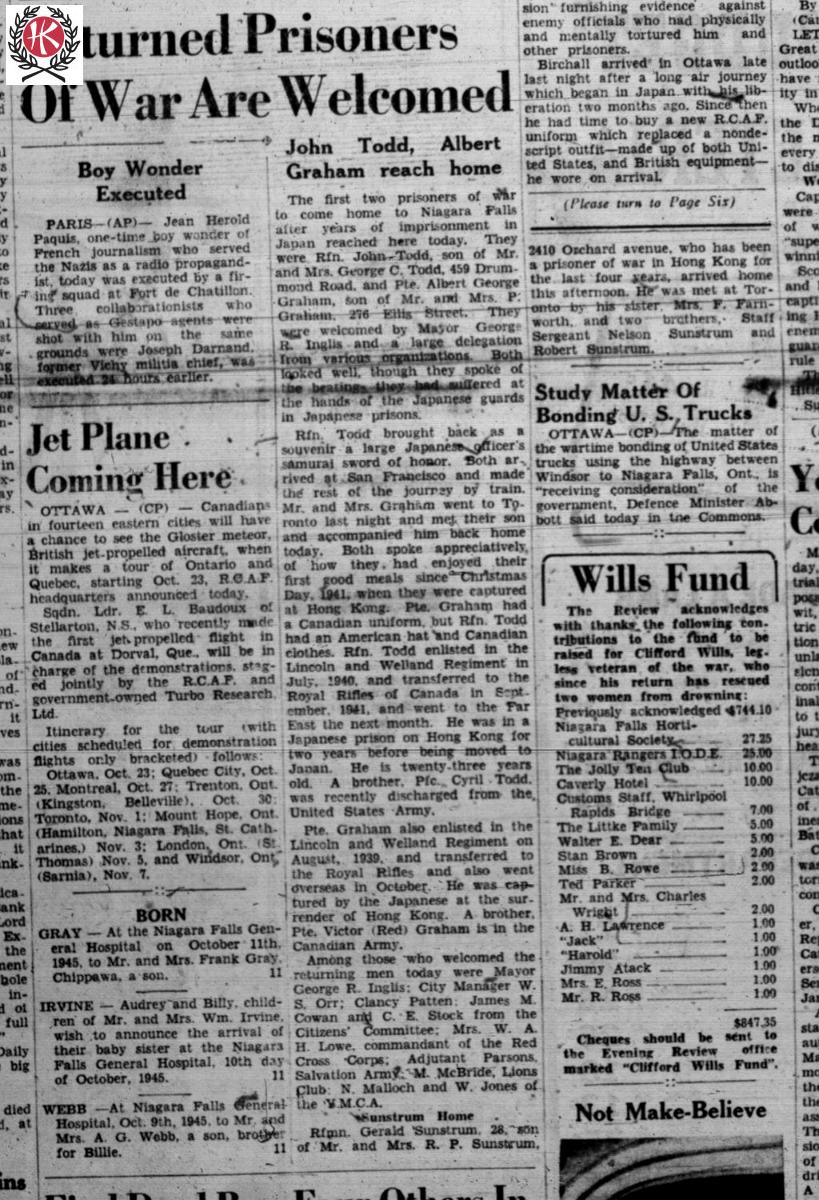 turned Prisoners
Of War Are Welcomed
Boy Wonder
Executed
PARIS—(AP)— Jean Herold
Paquis, one-time boy wonder of
French journalism who served
the Nazis as a radio propagand-
ist, today was executed by a fir-
ing squad at Fort de Chatillon.
Three collaborationists who
served as Gestapo agents were
shot with him on the same
grounds were Joseph Darnand,
former Vichy militia chief, was
executed 24 hours earlier.
Jet Plane
Coming Here
OTTAWA — (CP) — Canadians
in fourteen eastern cities will have
a chance to see the Gloster meteor,
British jet-propelled aircraft, when
it makes a tour of Ontario and
Quebec, starting Oct. 23, R.C.A.F.
headquarters announced today.
Sqdn. Ldr. E. L. Baudoux of
Stellarton, N.S., who recently made
the first jet-propelled flight in
Canada at Dorval, Que., will be in
charge of the demonstrations, stag-
ed jointly by the R.C.A.F. and
government-owned Turbo Research,
Ltd.
Itinerary for the tour (with
cities scheduled for demonstration
flights only bracketed) follows:
Ottawa, Oct. 23; Quebec City, Oct.
25, Montreal, Oct. 27; Trenton, Ont.
(Kingston, Belleville), Oct. 30;
Toronto, Nov. 1; Mount Hope, Ont.
(Hamilton, Niagara Falls, St. Cath-
arines,) Nov. 3; London, Ont. (St.
Thomas) Nov. 5, and Windsor, Ont,
(Sarnia), Nov. 7.
BORN
GRAY — At the Niagara Falls Gen-
eral Hospital on October 11th,
1945, to Mr. and Mrs. Frank Gray,
Chippawa, a son. 11
IRVINE — Audrey and Billy, child-
ren of Mr. and Mrs. Wm. Irvine,
wish to announce the arrival of
their baby sister at the Niagara
Falls General Hospital, 10th day
of October, 1945. 11
WEBB —At Niagara Falls General
Hospital, Oct. 9th, 1945, to Mr. and
Mrs. A. G. Webb, a son, brother
for Billie. 11
John Todd, Albert
Graham reach home
The first two prisoners of war
to come home to Niagara Falls
after years of imprisonment in
Japan reached here today. They
were Rfn. John Todd, son of Mr.
and Mrs. George C. Todd, 459 Drum-
mond Road, and Pte. Albert George
Graham, son of Mr. and Mrs. P.
Graham, 276 Ellis Street. They
were welcomed by Mayor George
R. Inglis and a large delegation
from various organizations. Both
looked well, though they spoke of
the beatings they had suffered at
the hands of the Japanese guards
in Japanese prisons.
Rfn. Todd brought back as a
souvenir a large Japanese officer's
samurai sword of honor. Both ar-
rived at San Francisco and made
the rest of the journey by train.
Mr. and Mrs. Graham went to To-
ronto last night and met their son
and accompanied him back home
today. Both spoke appreciatively,
of how they had enjoyed their
first good meals since Christmas
Day, 1941, when they were captured
at Hong Kong. Pte. Graham had
a Canadian uniform, but Rfn. Todd
had an American hat and Canadian
clothes. Rfn. Todd enlisted in the
Lincoln and Welland Regiment in
July, 1940, and transferred to the
Royal Rifles of Canada in Sept-
ember, 1941, and went to the Far
East the next month. He was in a
Japanese prison on Hong Kong for
two years before being moved to
Japan. He is twenty-three years
old. A brother, Pfc. Cyril Todd,
was recently discharged from the
United States Army.
Pte. Graham also enlisted in the
Lincoln and Welland Regiment on
August, 1939, and transferred to
the Royal Rifles and also went
overseas in October. He was cap-
tured by the Japanese at the sur-
render of Hong Kong. A brother,
Pte. Victor (Red) Graham is in the
Canadian Army.
Among those who welcomed the
returning men today were Mayor
George R. Inglis; City Manager W.
S. Orr; Clancy Patten; James M.
Cowan and C. E. Stock from the
Citizens' Committee; Mrs. W. A.
H. Lowe, commandant of the Red
Cross Corps; Adjutant Parsons,
Salvation Army; M. McBride, Lions
Club; N. Malloch and W. Jones of
the Y.M.C.A.
Sunstrum Home
Rfmn. Gerald Sunstrum, 28, son
of Mr. and Mrs. R. P. Sunstrum,
sion furnishing evidence against
enemy officials who had physically
and mentally tortured him and
other prisoners.
Birchall arrived in Ottawa late
last night after a long air journey
which began in Japan with his lib-
eration two months ago. Since then
he had time to buy a new R.C.A.F.
uniform which replaced a nonde-
script outfit—made up of both Uni-
ted States, and British equipment—
he wore on arrival.
(Please turn to Page Six)
2410 Orchard avenue, who has been
a prisoner of war in Hong Kong for
the last four years, arrived home
this afternoon. He was met at Tor-
onto by his sister, Mrs. F. Farn-
worth, and two brothers, Staff
Sergeant Nelson Sunstrum and
Robert Sunstrum.
Study Matter Of
Bonding U. S. Trucks
OTTAWA—(CP)—The matter of
the wartime bonding of United States
trucks using the highway between
Windsor to Niagara Falls, Ont., is
"receiving consideration" of the
government, Defence Minister Ab-
bott said today in the Commons.
Wills Fund
The Review acknowledges
with thanks the following con-
tributions to the fund to be
raised for Clifford Wills, leg-
less veteran of the war, who
since his return has rescued
two women from drowning:
Previously acknowledged $744.10
Niagara Falls Horti-
cultural Society 27.25
Niagara Rangers I.O.D.E. 25.00
The Jolly Ten Club 10.00
Caverly Hotel 10.00
Customs Staff, Whirlpool
Rapids Bridge 7.00
The Littke Family 5.00
Walter E. Dear 5.00
Stan Brown 2.00
Miss B. Rowe 2.00
Ted Parker 2.00
Mr. and Mrs. Charles
Wright 2.00
A. H. Lawrence 1.00
"Jack" 1.00
"Harold" 1.00
Jimmy Atack 1.00
Mrs. E. Ross 1.00
Mr. R. Ross 1.00
$847.35
Cheques should be sent to
the Evening Review office
marked "Clifford Wills Fund".
Not Make-Believe